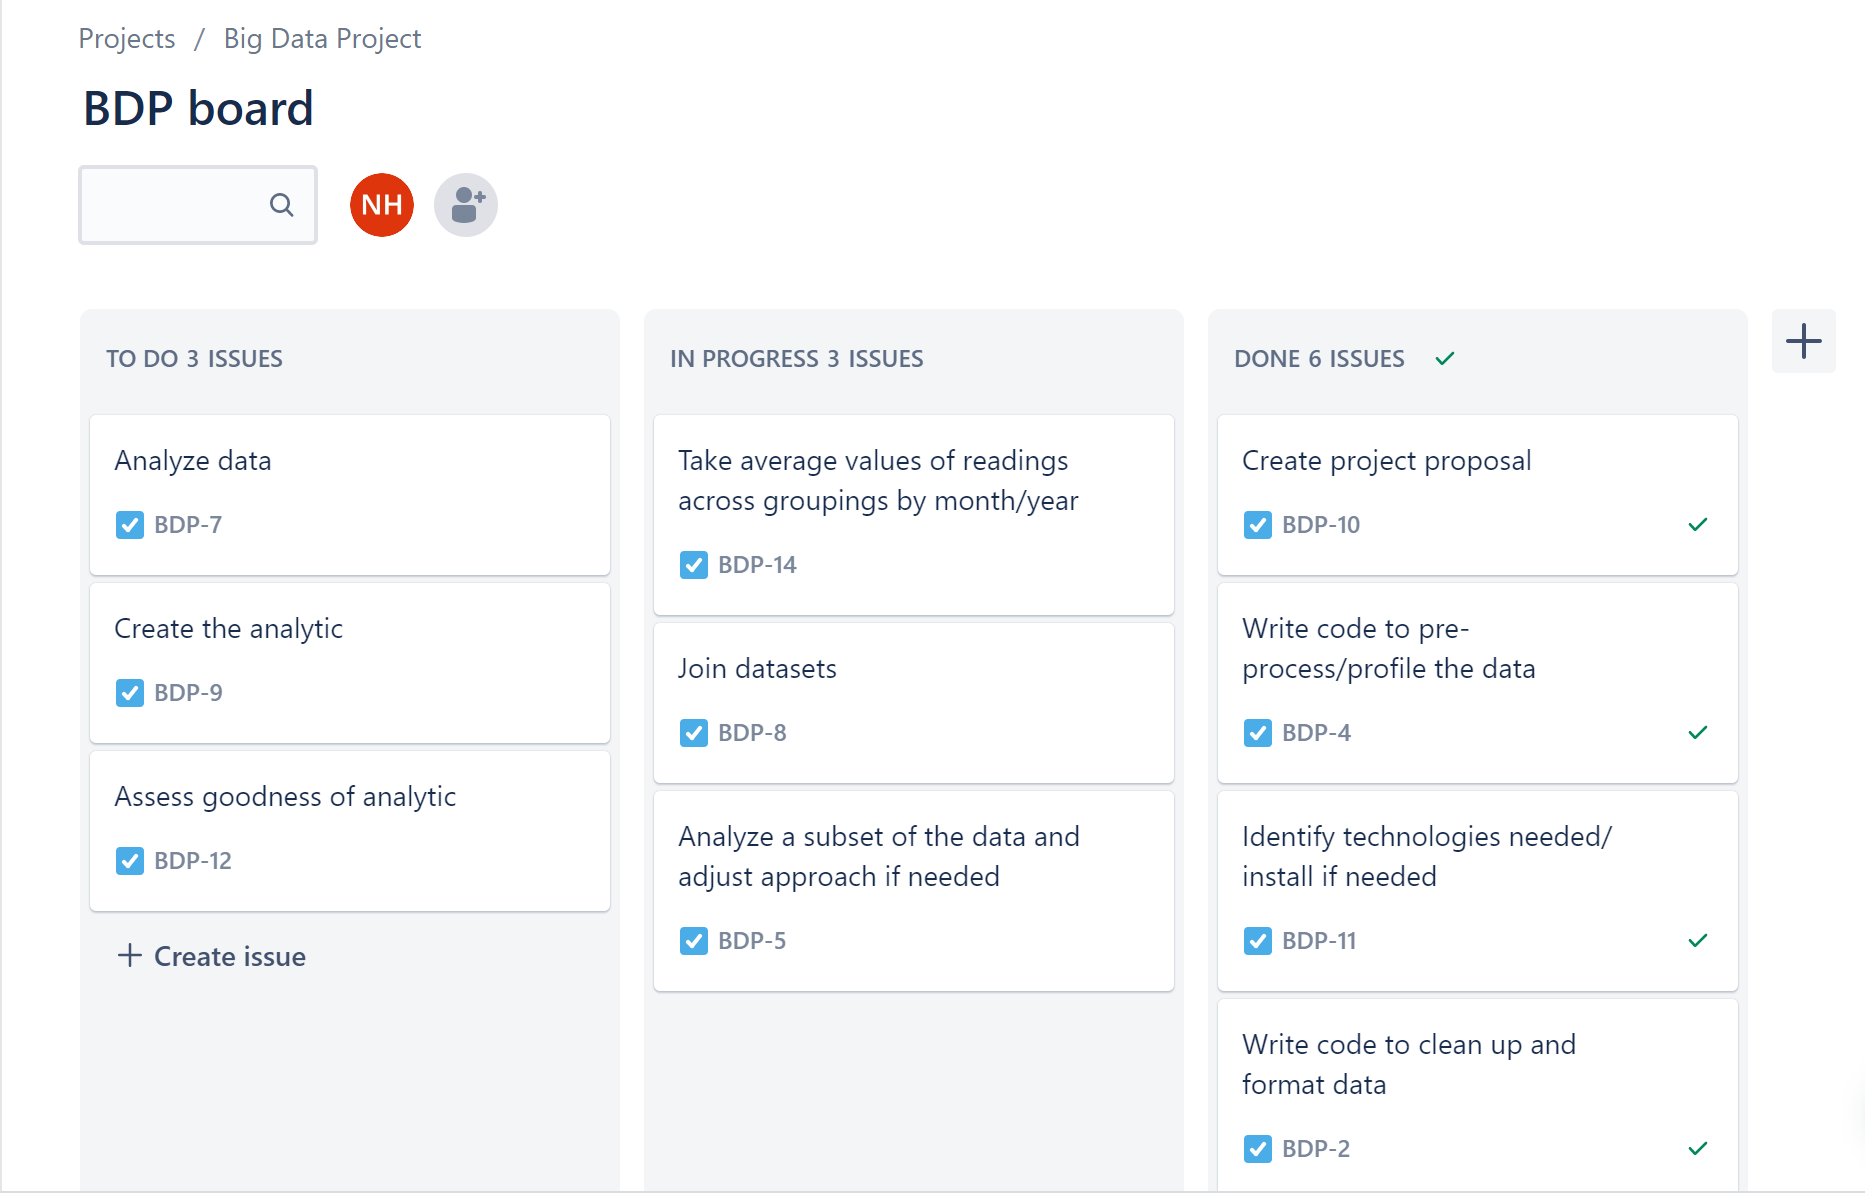 Projects / Big Data Project
BDP board
NH
TO DO 3 ISSUES
Analyze data
BDP-7
Create the analytic
BDP-9
Assess goodness of analytic
BDP-12
+ Create issue
IN PROGRESS 3 ISSUES
Take average values of readings
across groupings by month/year
BDP-14
Join datasets
BDP-8
Analyze a subset of the data and
adjust approach if needed
BDP-5
DONE 6 ISSUES
Create project proposal
BDP-10
Write code to pre-
process/profile the data
BDP-4
Identify technologies needed/
install if needed
BDP-11
Write code to clean up and
format data
BDP-2